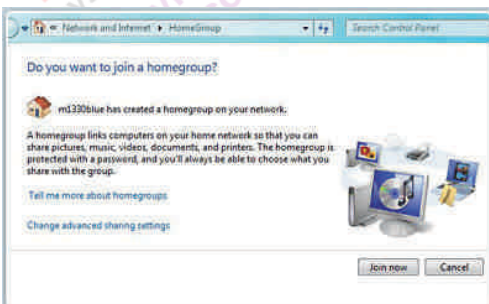 Network and Internet ▸ HomeGroup
Search Control Panel
Do you want to join a homegroup?
m1330blue has created a homegroup on your network.
A homegroup links computers on your home network so that you can
share pictures, music, videos, documents, and printers. The homegroup is
protected with a password, and you'll always be able to choose what you
share with the group.
Tell me more about homegroups
Change advanced sharing settings
Join now
Cancel